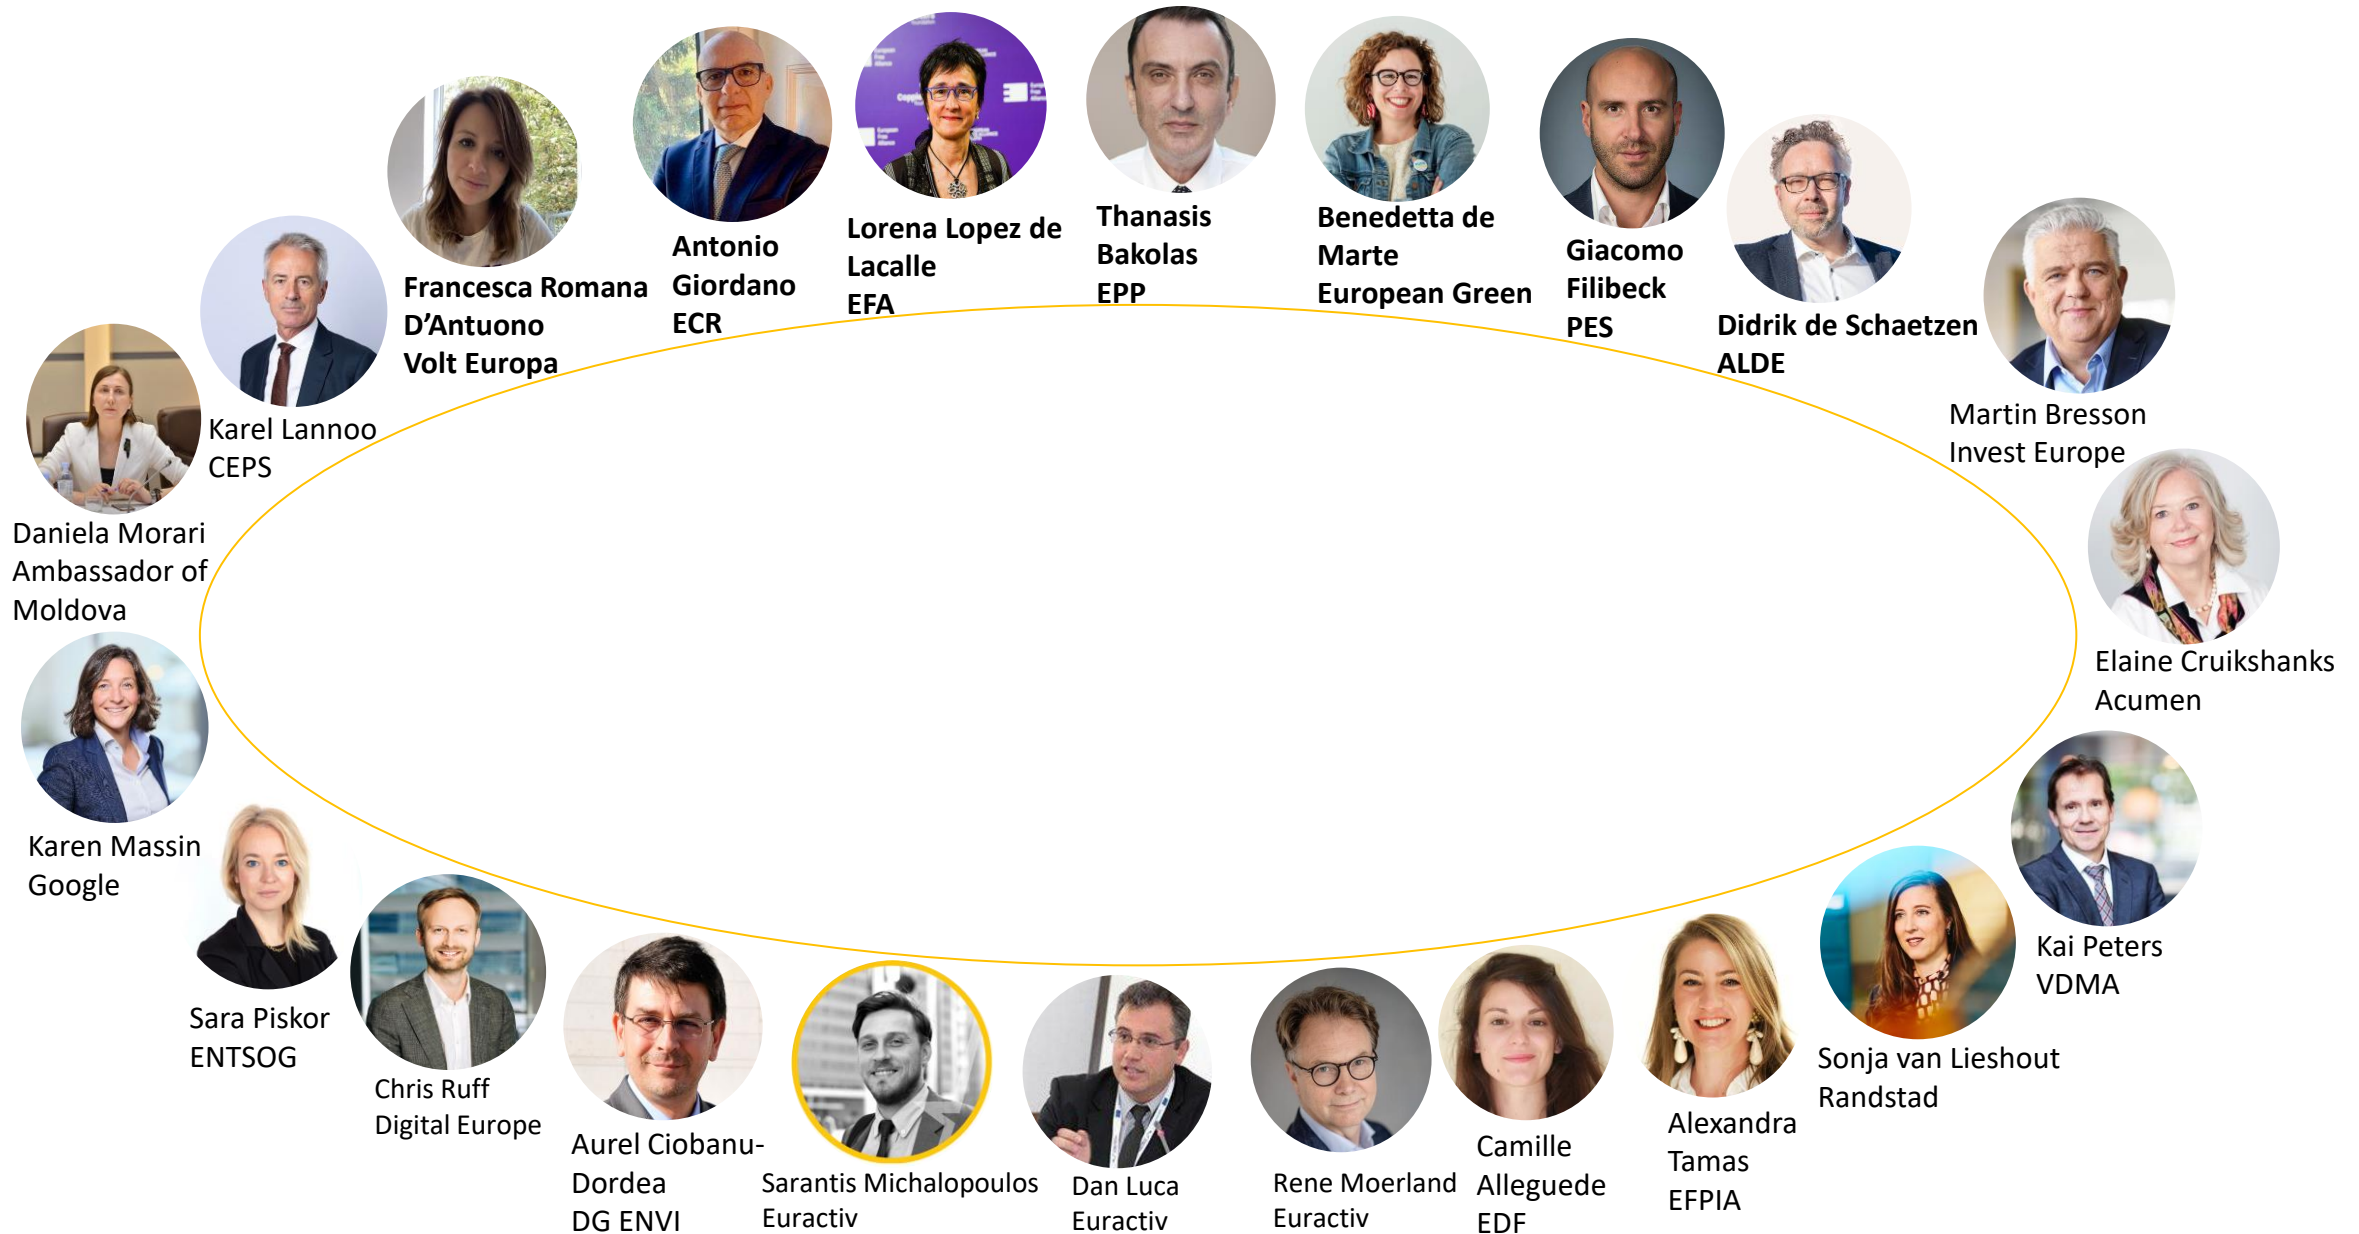 Francesca Romana
D’Antuono
Volt Europa
Antonio
Giordano
ECR
Lorena Lopez de
Lacalle
EFA
Thanasis
Bakolas
EPP
Benedetta de
Marte
European Green
Giacomo
Filibeck
PES
Didrik de Schaetzen
ALDE
Martin Bresson
Invest Europe
Elaine Cruikshanks
Acumen
Kai Peters
VDMA
Sonja van Lieshout
Randstad
Alexandra
Tamas
EFPIA
Camille
Alleguede
EDF
Rene Moerland
Euractiv
Dan Luca
Euractiv
Sarantis Michalopoulos
Euractiv
Aurel Ciobanu-
Dordea
DG ENVI
Chris Ruff
Digital Europe
Sara Piskor
ENTSOG
Karen Massin
Google
Daniela Morari
Ambassador of
Moldova
Karel Lannoo
CEPS